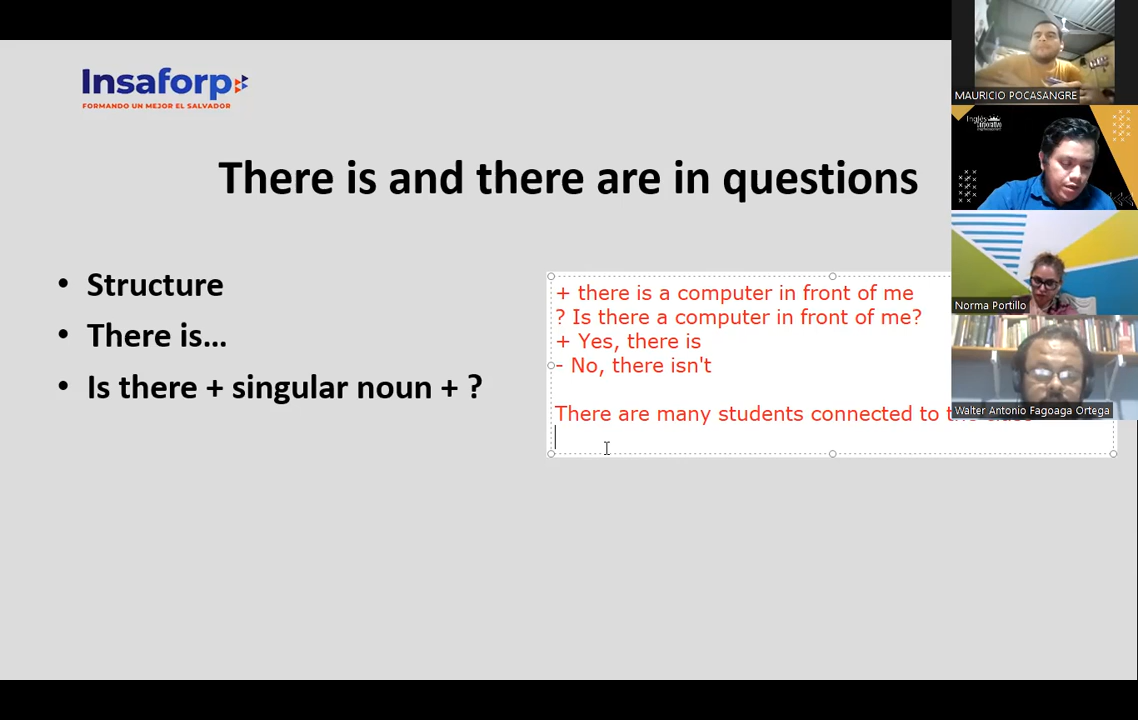 Insaforp
FORMANDO UN MEJOR EL SALVADOR
There is and there are in questions
• Structure
• There is...
• Is there + singular noun + ?
+ there is a computer in front of me
? Is there a computer in front of me?
+ Yes, there is
- No, there isn't
There are many students connected to
MAURICIO POCASANGRE
Inglés
Norma Portillo
Walter Antonio Fagoaga Ortega